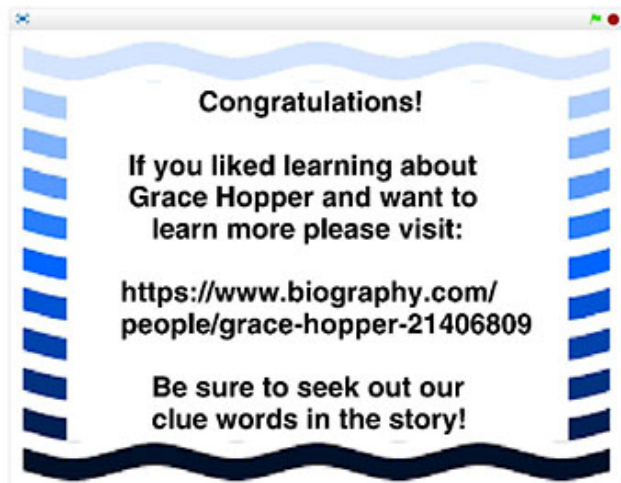 Congratulations!
If you liked learning about
Grace Hopper and want to
learn more please visit:
https://www.biography.com/
people/grace-hopper-21406809
Be sure to seek out our
clue words in the story!